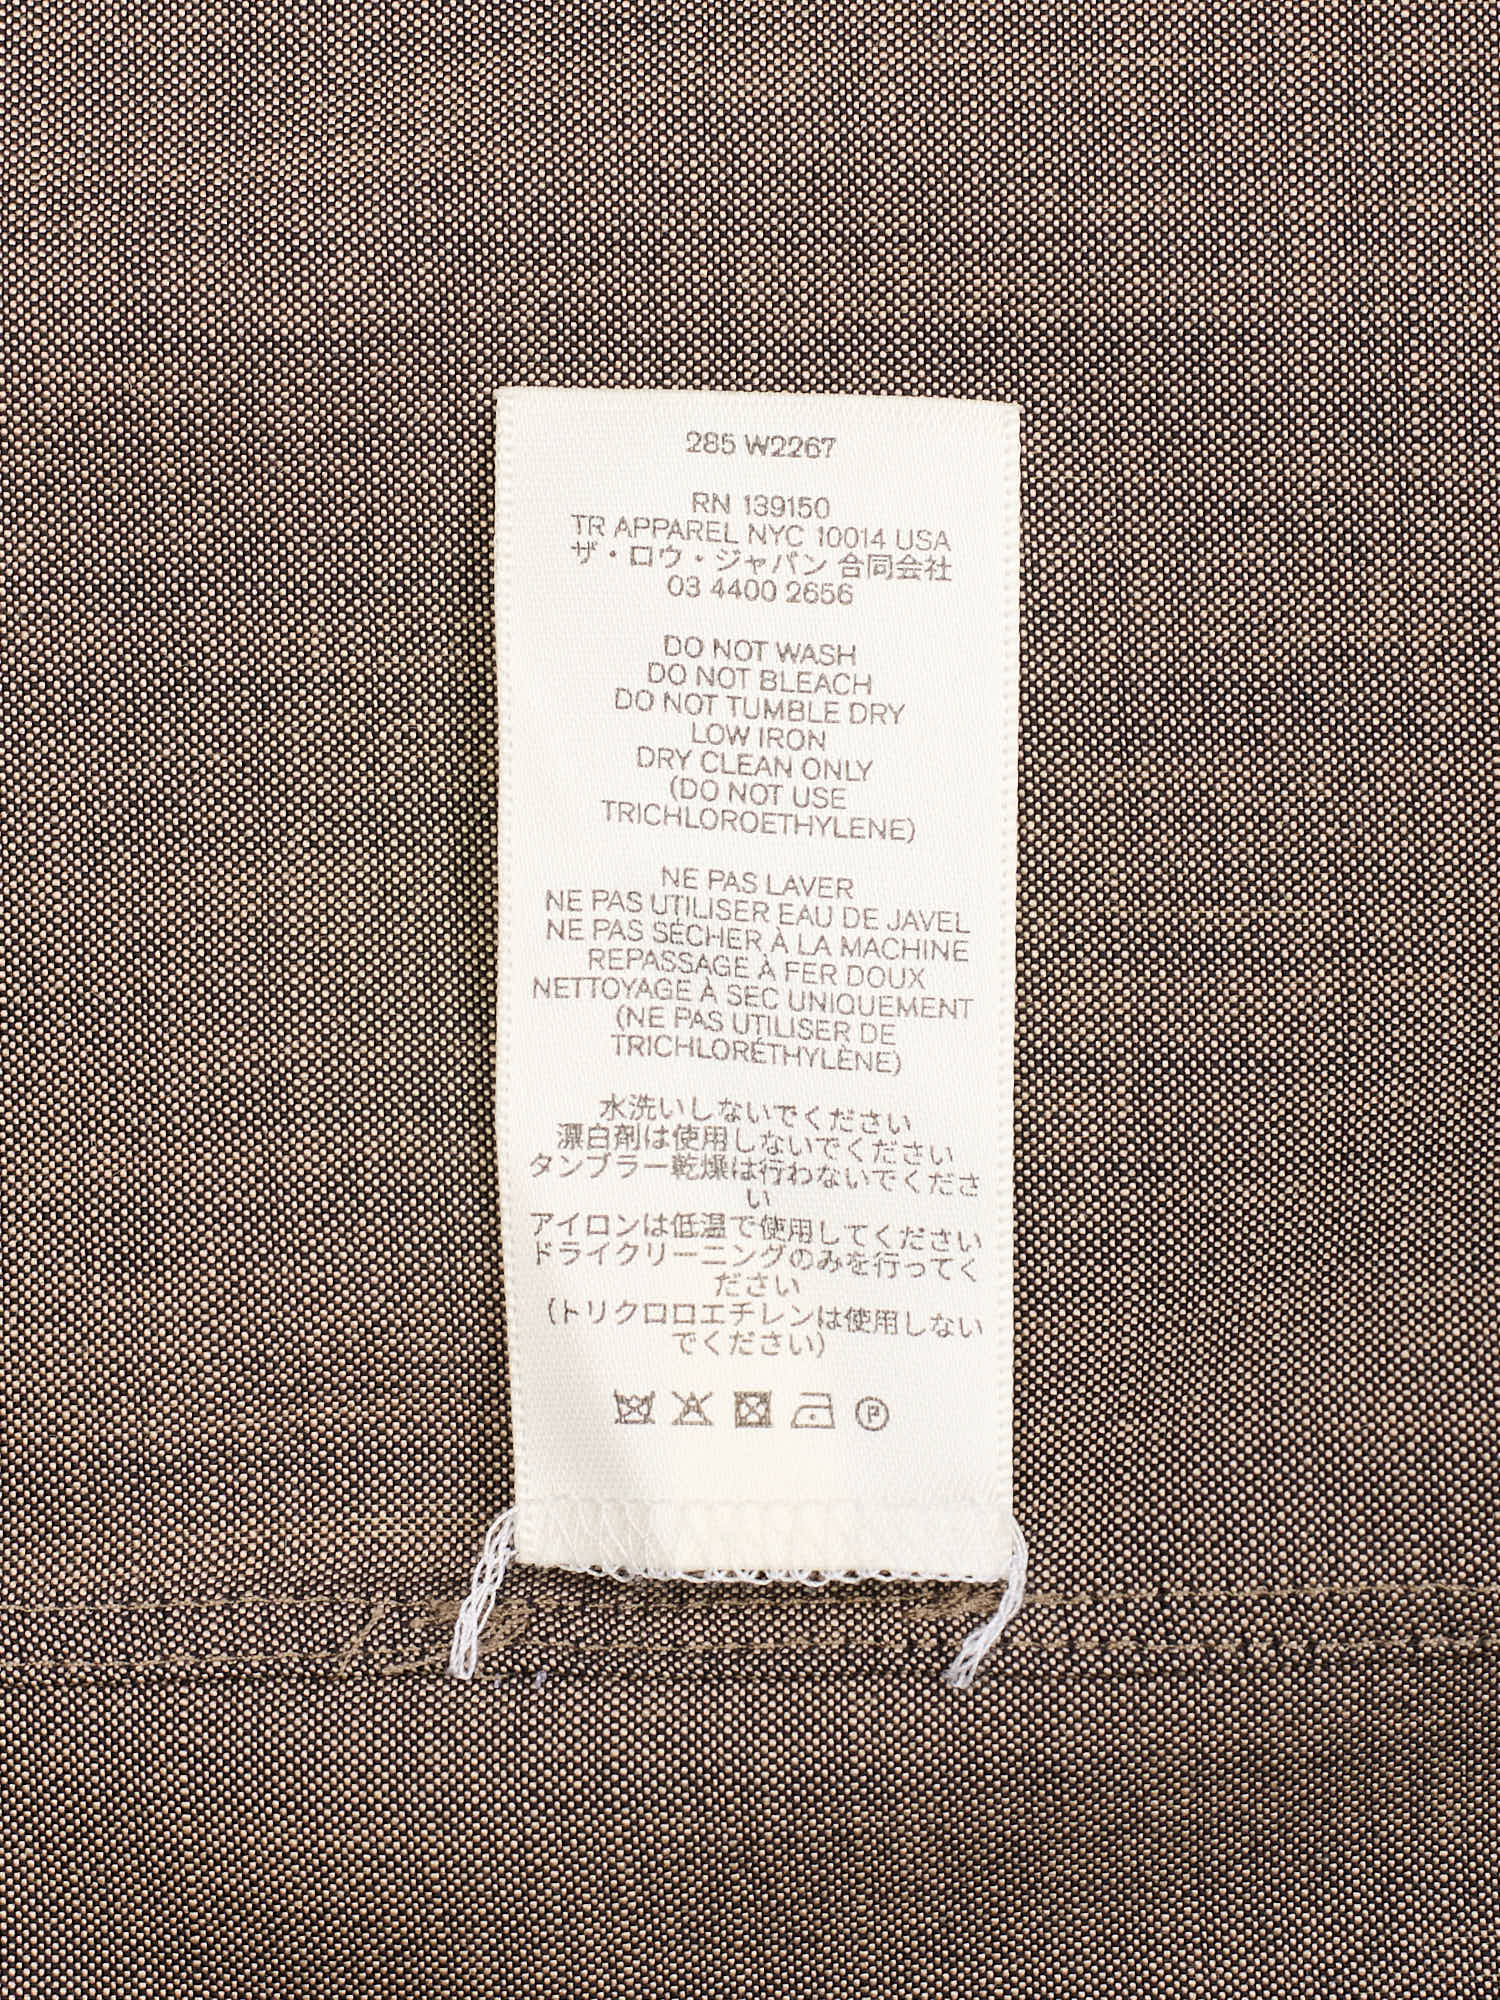 285 W2267
RN 139150
TR APPAREL NYC 10014 USA
ザ・ロウ・ジャパン 合同会社
03 4400 2656
DO NOT WASH
DO NOT BLEACH
DO NOT TUMBLE DRY
LOW IRON
DRY CLEAN ONLY
(DO NOT USE
TRICHLOROETHYLENE)
NE PAS LAVER
NE PAS UTILISER EAU DE JAVEL
NE PAS SÉCHER À LA MACHINE
REPASSAGE À FER DOUX
NETTOYAGE À SEC UNIQUEMENT
(NE PAS UTILISER DE
TRICHLORÉTHYLÈNE)
水洗いしないでください
漂白剤は使用しないでください
タンブラー乾燥は行わないでくださ
い
アイロンは低温で使用してください
ドライクリーニングのみを行ってく
ださい
(トリクロロエチレンは使用しない
でください)
P